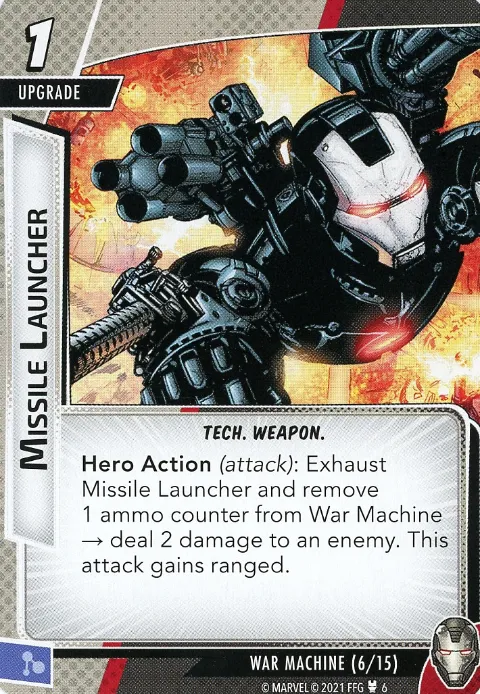 1
UPGRADE
MISSILE LAUNCHER
TECH. WEAPON.
Hero Action (attack): Exhaust
Missile Launcher and remove
1 ammo counter from War Machine
→ deal 2 damage to an enemy. This
attack gains ranged.
WAR MACHINE (6/15)
© MARVEL © 2021 FFG 6